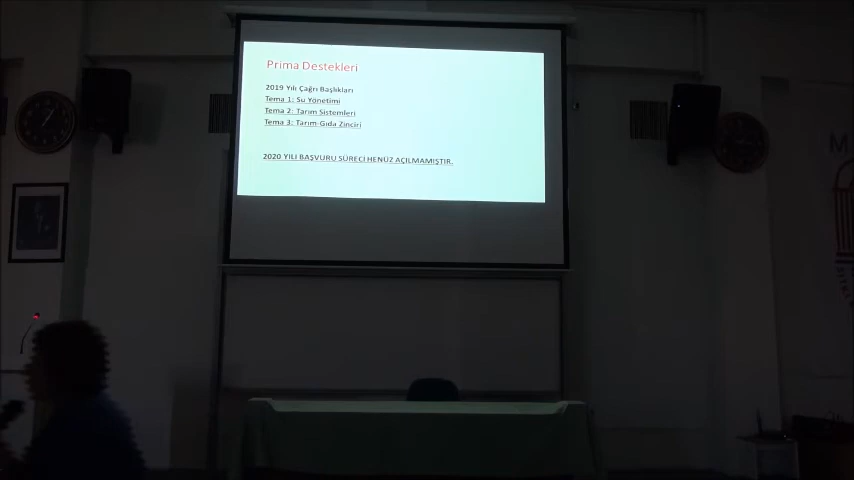 Prima Destekleri
2019 Yılı Çağrı Başlıkları
Tema 1: Su Yönetimi
Tema 2: Tarım Sistemleri
Tema 3: Tarım-Gıda Zinciri
2020 YILI BAŞVURU SÜRECİ HENÜZ AÇILMAMIŞTIR.
M